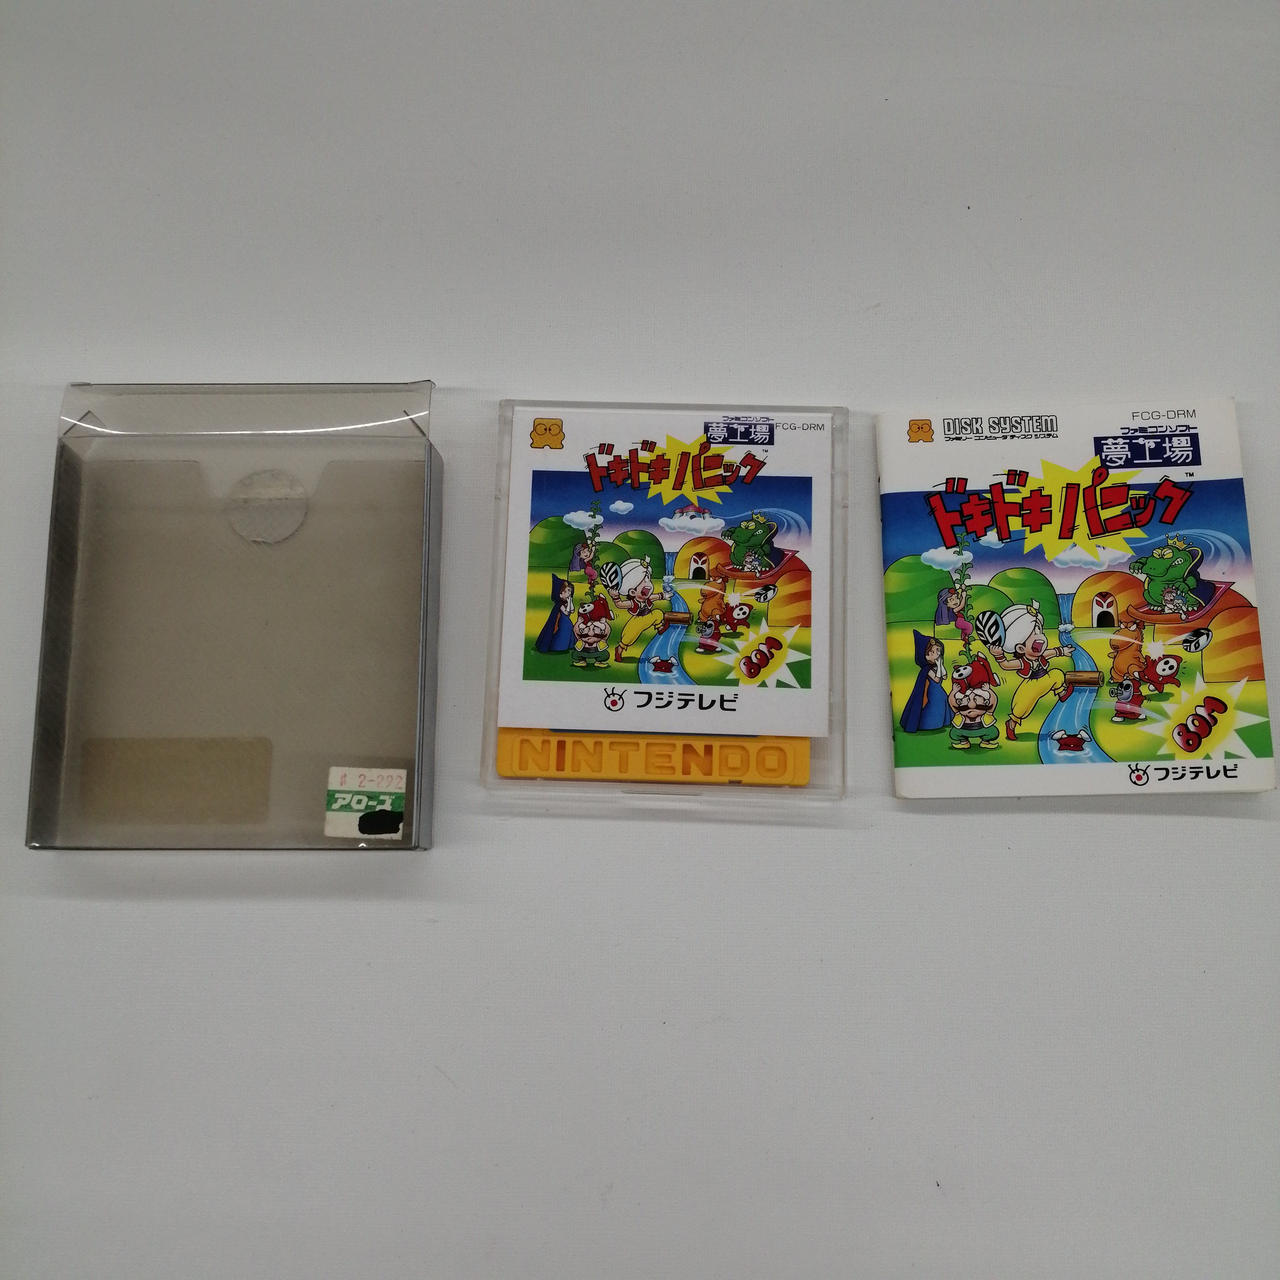 # 2-292
アローズ
ファミコンソフト
夢工場
FCG-DRM
ドキドキパニック
TM
BOM
フジテレビ
NINTENDO
DISK SYSTEM
ファミリー コンピュータ ディスク システム
FCG-DRM
ファミコンソフト
夢工場
TM
ドキドキパニック
BOM
フジテレビ